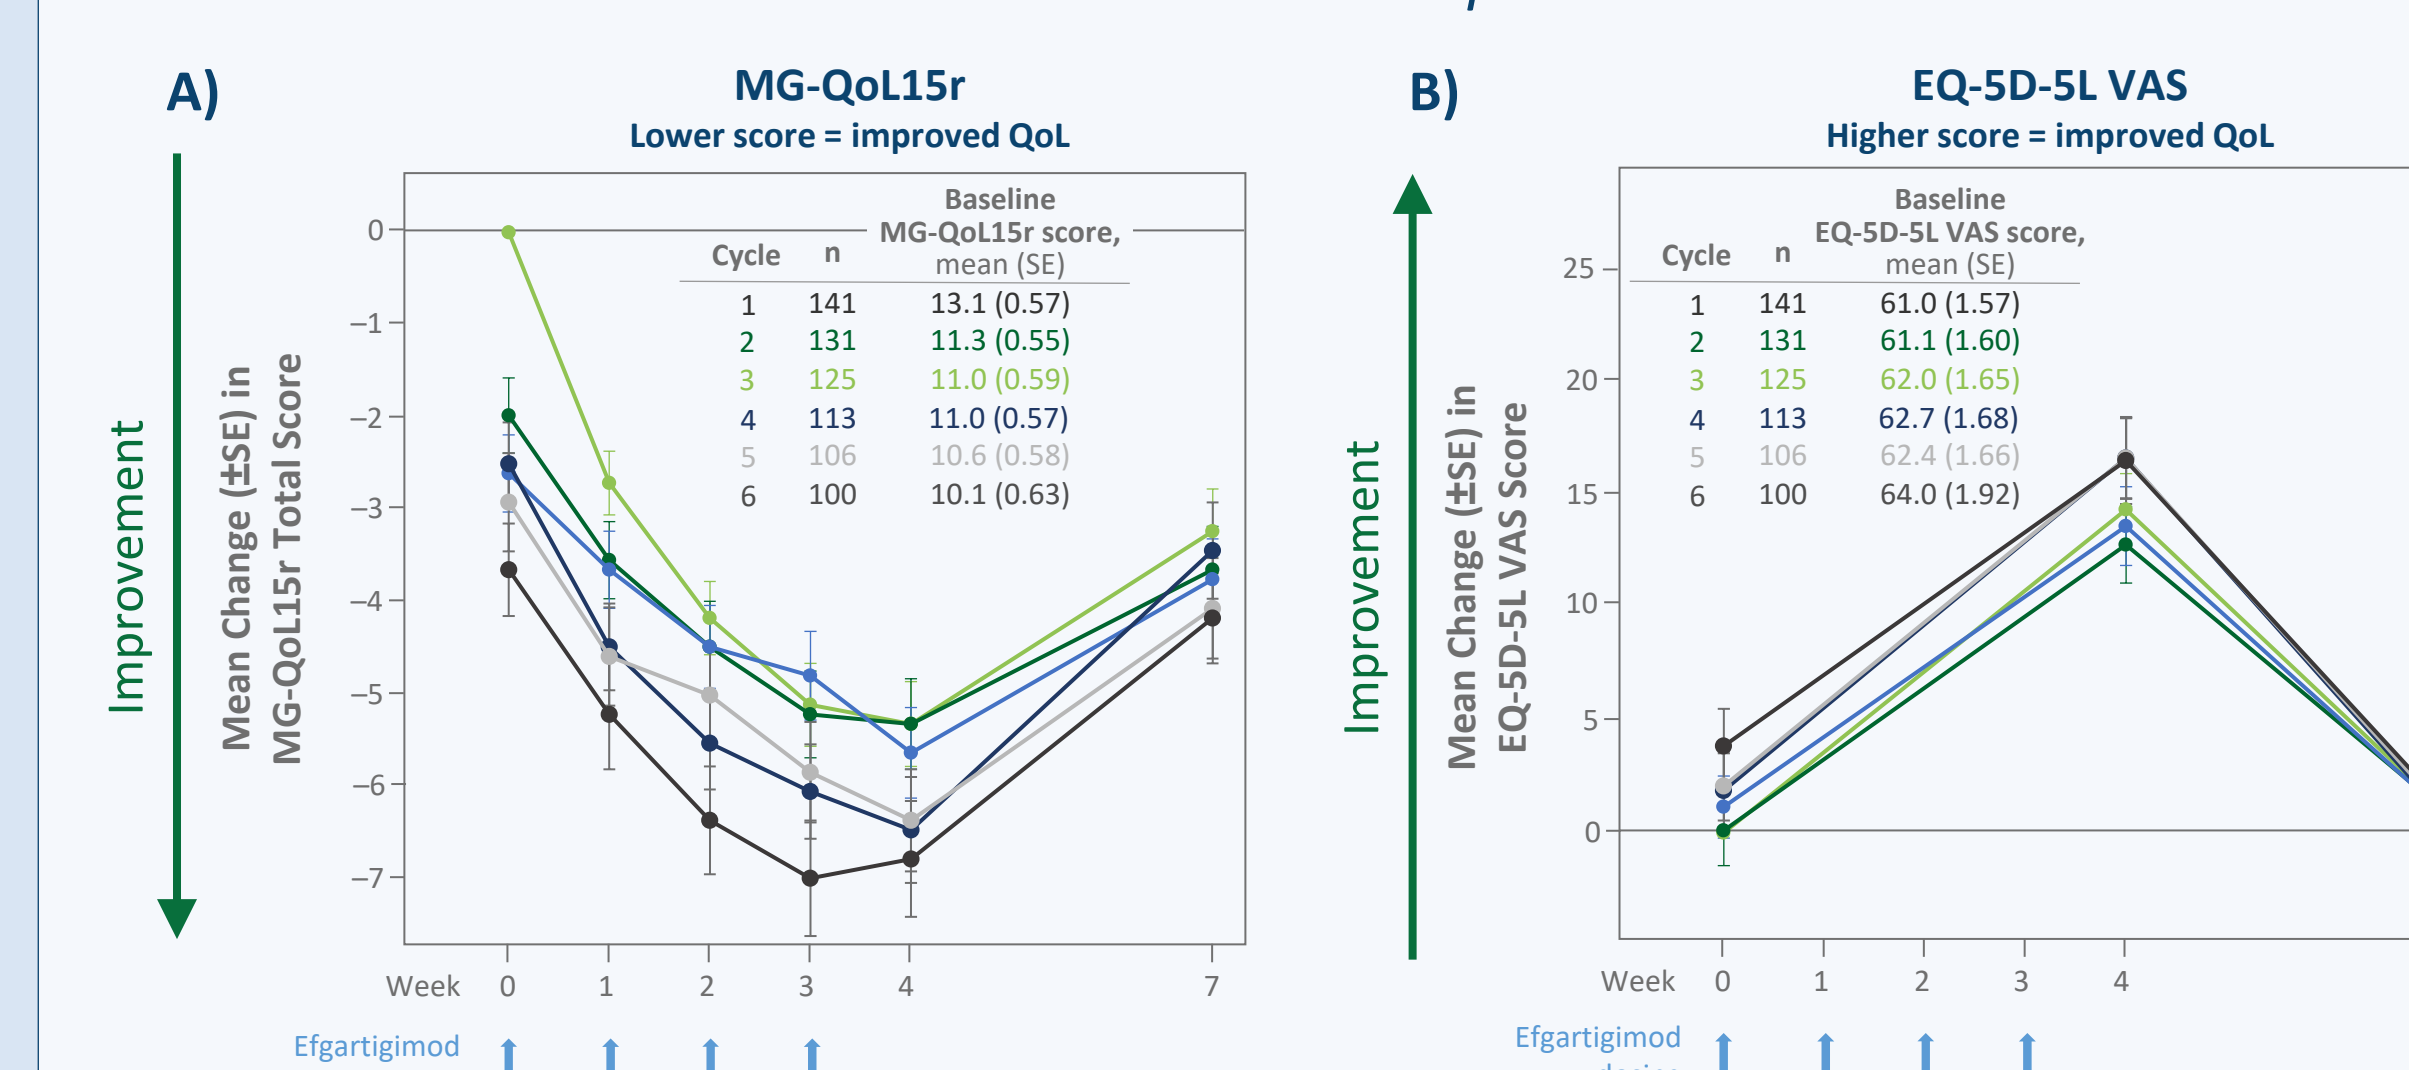 A)
MG-QoL15r
Lower score = improved QoL
Improvement
Mean Change (±SE) in
MG-QoL15r Total Score
0
–1
–2
–3
–4
–5
–6
–7
Baseline
Cycle n MG-QoL15r score,
mean (SE)
1 141 13.1 (0.57)
2 131 11.3 (0.55)
3 125 11.0 (0.59)
4 113 11.0 (0.57)
5 106 10.6 (0.58)
6 100 10.1 (0.63)
Week 0 1 2 3 4 7
Efgartigimod
B)
EQ-5D-5L VAS
Higher score = improved QoL
Improvement
Mean Change (±SE) in
EQ-5D-5L VAS Score
25
20
15
10
5
0
Baseline
Cycle n EQ-5D-5L VAS score,
mean (SE)
1 141 61.0 (1.57)
2 131 61.1 (1.60)
3 125 62.0 (1.65)
4 113 62.7 (1.68)
5 106 62.4 (1.66)
6 100 64.0 (1.92)
Week 0 1 2 3 4
Efgartigimod